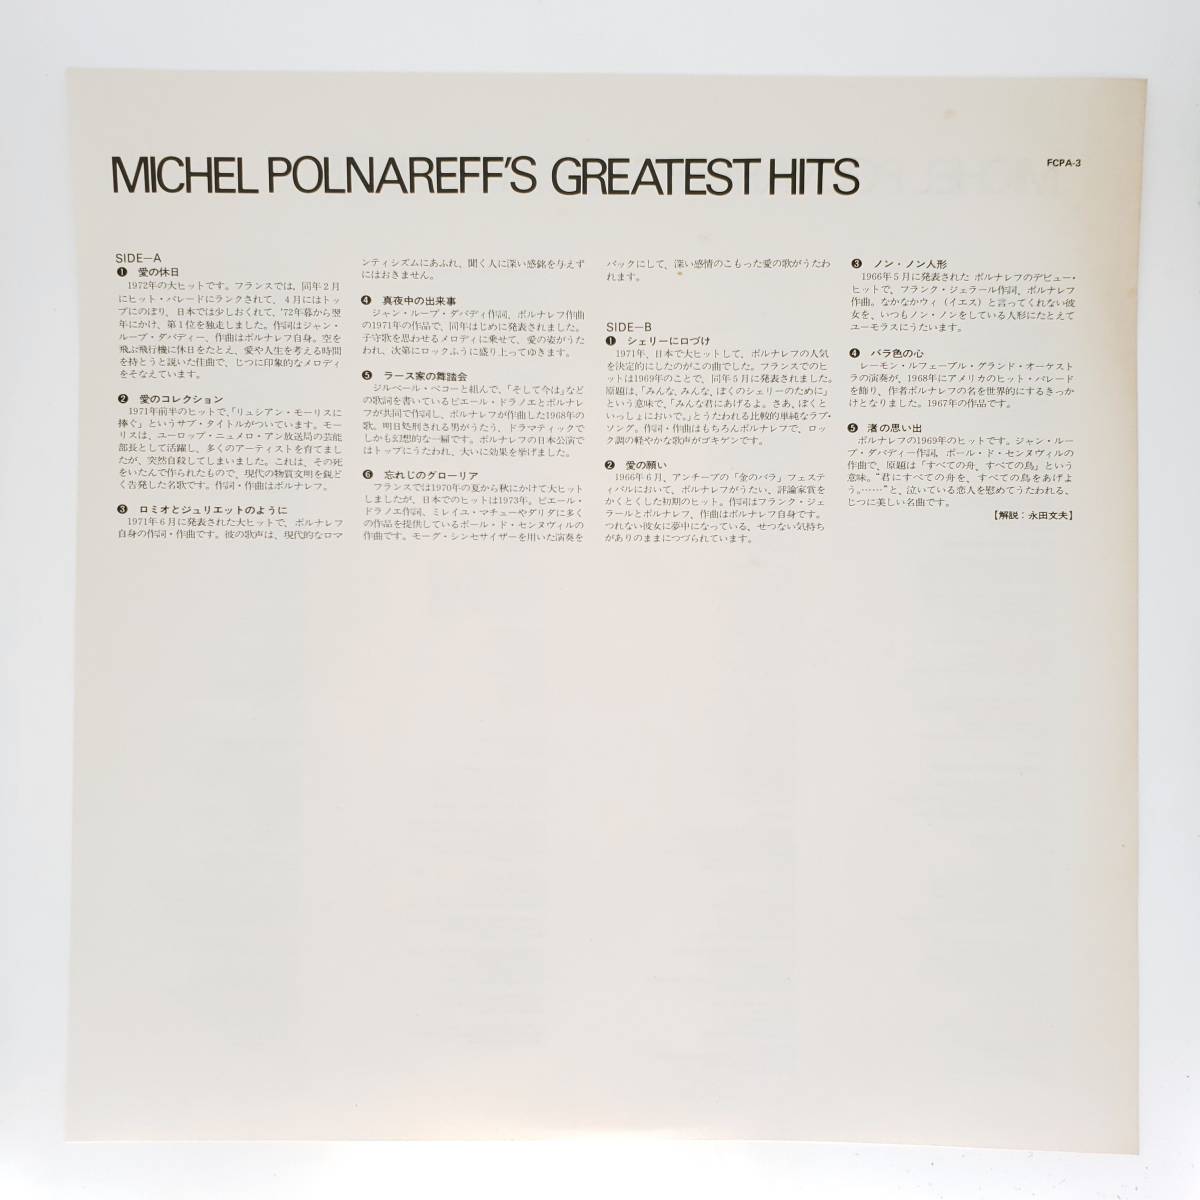 MICHEL POLNAREFF'S GREATEST HITS
FCPA-3
SIDE—A
❶ 愛の休日
1972年の大ヒットです。フランスでは、同年2月
にヒット・パレードにランクされて、4月にはトッ
プにのぼり、日本では少しおくれて、'72年暮から翌
年にかけ、第1位を独走しました。作詞はジャン・
ループ・ダバディー、作曲はポルナレフ自身。空を
飛ぶ飛行機に休日をたとえ、愛や人生を考える時間
を持とうと説いた佳曲で、じつに印象的なメロディ
をそなえています。
❷ 愛のコレクション
1971年前半のヒットで、「リュシアン・モーリスに
捧ぐ」というサブ・タイトルがついています。モー
リスは、ユーロップ・ニュメロ・アン放送局の芸能
部長として活躍し、多くのアーティストを育てまし
たが、突然自殺してしまいました。これは、その死
をいたんで作られたもので、現代の物質文明を鋭ど
く告発した名歌です。作詞・作曲はポルナレフ。
❸ ロミオとジュリエットのように
1971年6月に発表された大ヒットで、ポルナレフ
自身の作詞・作曲です。彼の歌声は、現代的なロマ
ンティシズムにあふれ、聞く人に深い感銘を与えず
にはおきません。
❹ 真夜中の出来事
ジャン・ループ・ダバディ作詞、ポルナレフ作曲
の1971年の作品で、同年はじめに発表されました。
子守歌を思わせるメロディに乗せて、愛の姿がうた
われ、次第にロックふうに盛り上ってゆきます。
❺ ラース家の舞踏会
ジルベール・ベコーと組んで、「そして今は」など
の歌詞を書いているピエール・ドラノエとポルナレ
フが共同で作詞し、ポルナレフが作曲した1968年の
歌。明日処刑される男がうたう、ドラマティックで
しかも幻想的な一篇です。ポルナレフの日本公演で
はトップにうたわれ、大いに効果を挙げました。
❻ 忘れじのグローリア
フランスでは1970年の夏から秋にかけて大ヒット
しましたが、日本でのヒットは1973年。ピエール・
ドラノエ作詞、ミレイユ・マチューやダリダに多く
の作品を提供しているポール・ド・センヌヴィルの
作曲です。モーグ・シンセサイザーを用いた演奏を
バックにして、深い感情のこもった愛の歌がうたわ
れます。
SIDE—B
❶ シェリーに口づけ
1971年、日本で大ヒットして、ポルナレフの人気
を決定的にしたのがこの曲でした。フランスでのヒ
ットは1969年のことで、同年5月に発表されました。
原題は、「みんな、みんな、ぼくのシェリーのために」
という意味で、「みんな君にあげるよ。さあ、ぼくと
いっしょにおいで。」とうたわれる比較的単純なラブ・
ソング。作詞・作曲はもちろんポルナレフで、ロッ
ク調の軽やかな歌声がゴキゲンです。
❷ 愛の願い
1966年6月、アンチーブの「金のバラ」フェステ
ィバルにおいて、ポルナレフがうたい、評論家賞を
かくとくした初期のヒット。作詞はフランク・ジェ
ラールとポルナレフ、作曲はポルナレフ自身です。
つれない彼女に夢中になっている、せつない気持ち
がありのままにつづられています。
❸ ノン・ノン人形
1966年5月に発表された ポルナレフのデビュー・
ヒットで、フランク・ジェラール作詞、ポルナレフ
作曲。なかなかウィ（イエス）と言ってくれない彼
女を、いつもノン・ノンをしている人形にたとえて
ユーモラスにうたいます。
❹ バラ色の心
レーモン・ルフェーブル・グランド・オーケスト
ラの演奏が、1968年にアメリカのヒット・パレード
を飾り、作者ポルナレフの名を世界的にするきっか
けとなりました。1967年の作品です。
❺ 渚の思い出
ポルナレフの1969年のヒットです。ジャン・ルー
プ・ダバディー作詞、ポール・ド・センヌヴィルの
作曲で、原題は「すべての舟、すべての鳥」という
意味。“君にすべての舟を、すべての鳥をあげよ
う。……”と、泣いている恋人を慰めてうたわれる、
じつに美しい名曲です。
【解説：永田文夫】